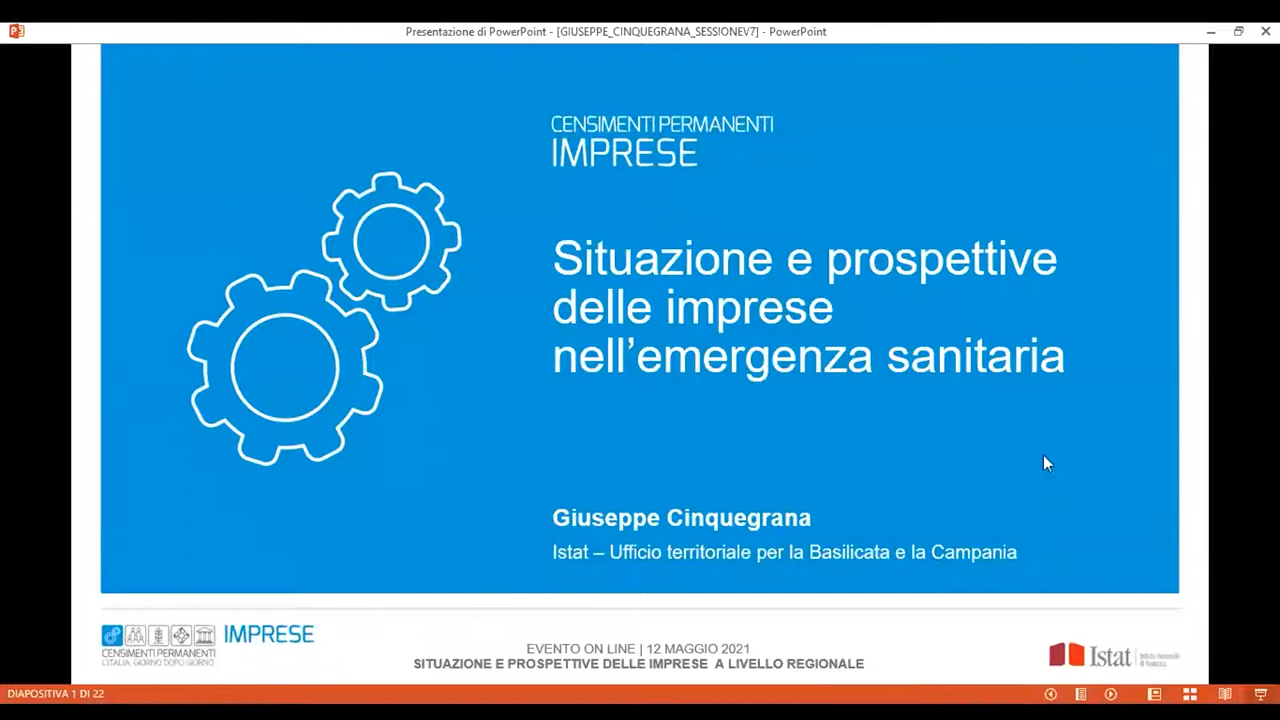 Presentazione di PowerPoint - [GIUSEPPE_CINQUEGRANA_SESSIONEV7] - PowerPoint
CENSIMENTI PERMANENTI
IMPRESE
Situazione e prospettive
delle imprese
nell’emergenza sanitaria
Giuseppe Cinquegrana
Istat – Ufficio territoriale per la Basilicata e la Campania
IMPRESE
CENSIMENTI PERMANENTI
L'ITALIA, GIORNO DOPO GIORNO
EVENTO ON LINE | 12 MAGGIO 2021
SITUAZIONE E PROSPETTIVE DELLE IMPRESE A LIVELLO REGIONALE
Istat
DIAPOSITIVA 1 DI 22